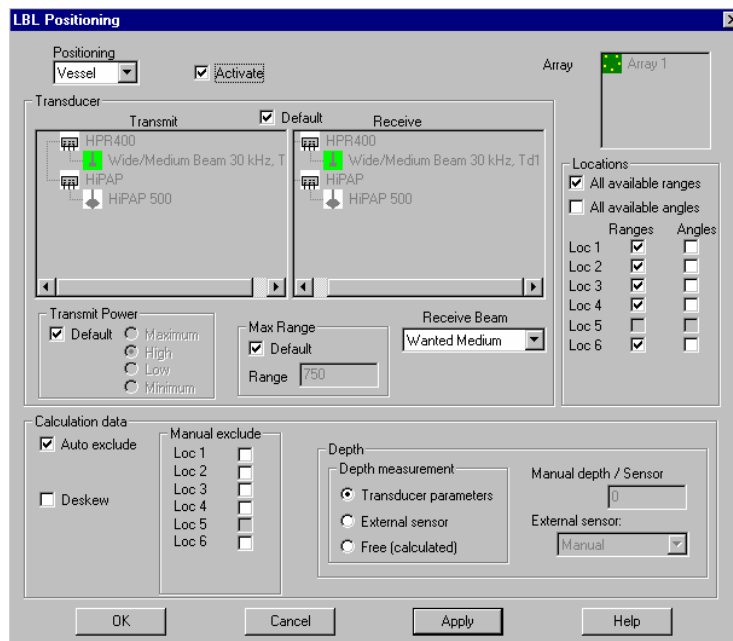 LBL Positioning
Positioning
Vessel
Activate
Array
Array 1
Transducer
Transmit
Default
Receive
HPR400
Wide/Medium Beam 30 kHz, T
HiPAP
HiPAP 500
HPR400
Wide/Medium Beam 30 kHz, Td1
HiPAP
HiPAP 500
Transmit Power
Default
Maximum
High
Low
Minimum
Max Range
Default
Range 750
Receive Beam
Wanted Medium
Locations
All available ranges
All available angles
Ranges Angles
Loc 1
Loc 2
Loc 3
Loc 4
Loc 5
Loc 6
Calculation data
Auto exclude
Deskew
Manual exclude
Loc 1
Loc 2
Loc 3
Loc 4
Loc 5
Loc 6
Depth
Depth measurement
Transducer parameters
External sensor
Free (calculated)
Manual depth / Sensor
0
External sensor:
Manual
OK Cancel Apply Help